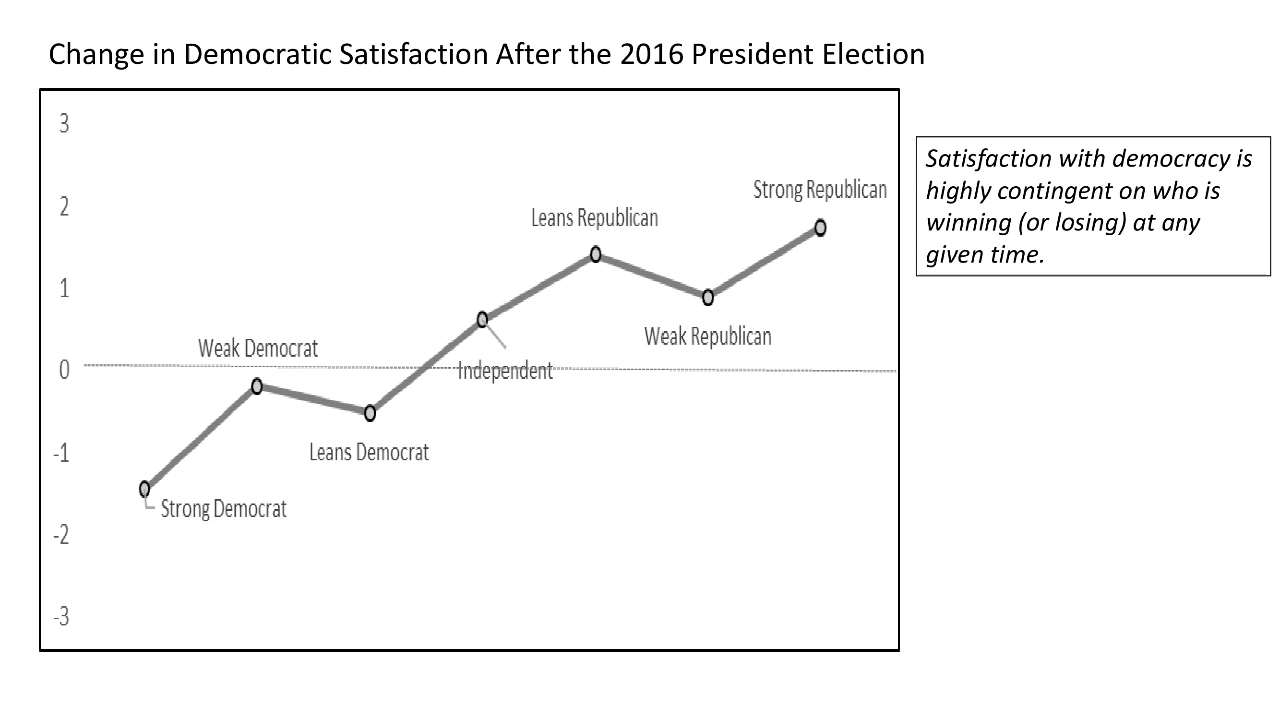 Change in Democratic Satisfaction After the 2016 President Election
3
2
1
0
-1
-2
-3
Strong Democrat
Weak Democrat
Leans Democrat
Independent
Leans Republican
Weak Republican
Strong Republican
Satisfaction with democracy is
highly contingent on who is
winning (or losing) at any
given time.